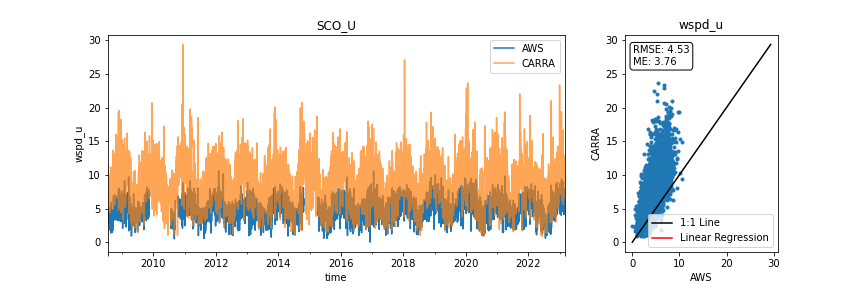 SCO_U
wspd_u
30
25
20
15
10
5
0
2010
2012
2014
2016
2018
2020
2022
time
AWS
CARRA
wspd_u
CARRA
30
25
20
15
10
5
0
0
10
20
30
AWS
RMSE: 4.53
ME: 3.76
1:1 Line
Linear Regression